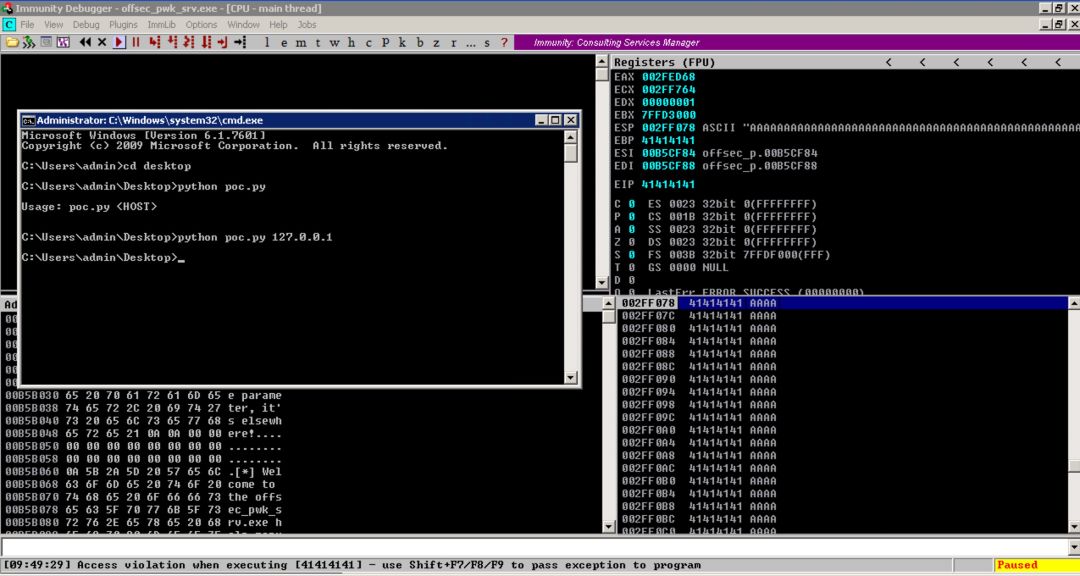 Immunity Debugger - offsec_pwk_srv.exe - [CPU - main thread]
File View Debug Plugins ImmLib Options Window Help Jobs
l e m t w h c P k b z r ... s ? Immunity: Consulting Services Manager
Registers (FPU) < < < < < <
EAX 002FED68
ECX 002FF764
EDX 00000001
EBX 7FFD3000
ESP 002FF078 ASCII "AAAAAAAAAAAAAAAAAAAAAAAAAAAAAAAAAAAAAAAAAAAAAAA
EBP 41414141
ESI 00B5CF84 offsec_p.00B5CF84
EDI 00B5CF88 offsec_p.00B5CF88
EIP 41414141
C 0 ES 0023 32bit 0(FFFFFFFF)
P 0 CS 001B 32bit 0(FFFFFFFF)
A 0 SS 0023 32bit 0(FFFFFFFF)
Z 0 DS 0023 32bit 0(FFFFFFFF)
S 0 FS 003B 32bit 7FFDF000(FFF)
T 0 GS 0000 NULL
D 0
O 0 LastErr ERROR_SUCCESS (00000000)
Administrator: C:\Windows\system32\cmd.exe
Microsoft Windows [Version 6.1.7601]
Copyright (c) 2009 Microsoft Corporation. All rights reserved.
C:\Users\admin>cd desktop
C:\Users\admin\Desktop>python poc.py
Usage: poc.py <HOST>
C:\Users\admin\Desktop>python poc.py 127.0.0.1
C:\Users\admin\Desktop>_
00B5B030 65 20 70 61 72 61 6D 65 e parame
00B5B038 74 65 72 2C 20 69 74 27 ter, it'
00B5B040 73 20 65 6C 73 65 77 68 s elsewh
00B5B048 65 72 65 21 0A 0A 00 00 ere!....
00B5B050 00 00 00 00 00 00 00 00 ........
00B5B058 00 00 00 00 00 00 00 00 ........
00B5B060 0A 5B 2A 5D 20 57 65 6C .[*] Wel
00B5B068 63 6F 6D 65 20 74 6F 20 come to
00B5B070 74 68 65 20 6F 66 66 73 the offs
00B5B078 65 63 5F 70 77 6B 5F 73 ec_pwk_s
00B5B080 72 76 2E 65 78 65 20 68 rv.exe h
002FF078 41414141 AAAA
002FF07C 41414141 AAAA
002FF080 41414141 AAAA
002FF084 41414141 AAAA
002FF088 41414141 AAAA
002FF08C 41414141 AAAA
002FF090 41414141 AAAA
002FF094 41414141 AAAA
002FF098 41414141 AAAA
002FF09C 41414141 AAAA
002FF0A0 41414141 AAAA
002FF0A4 41414141 AAAA
002FF0A8 41414141 AAAA
002FF0AC 41414141 AAAA
002FF0B0 41414141 AAAA
002FF0B4 41414141 AAAA
002FF0B8 41414141 AAAA
002FF0BC 41414141 AAAA
002FF0C0 41414141 AAAA
[09:49:29] Access violation when executing [41414141] - use Shift+F7/F8/F9 to pass exception to program
Paused